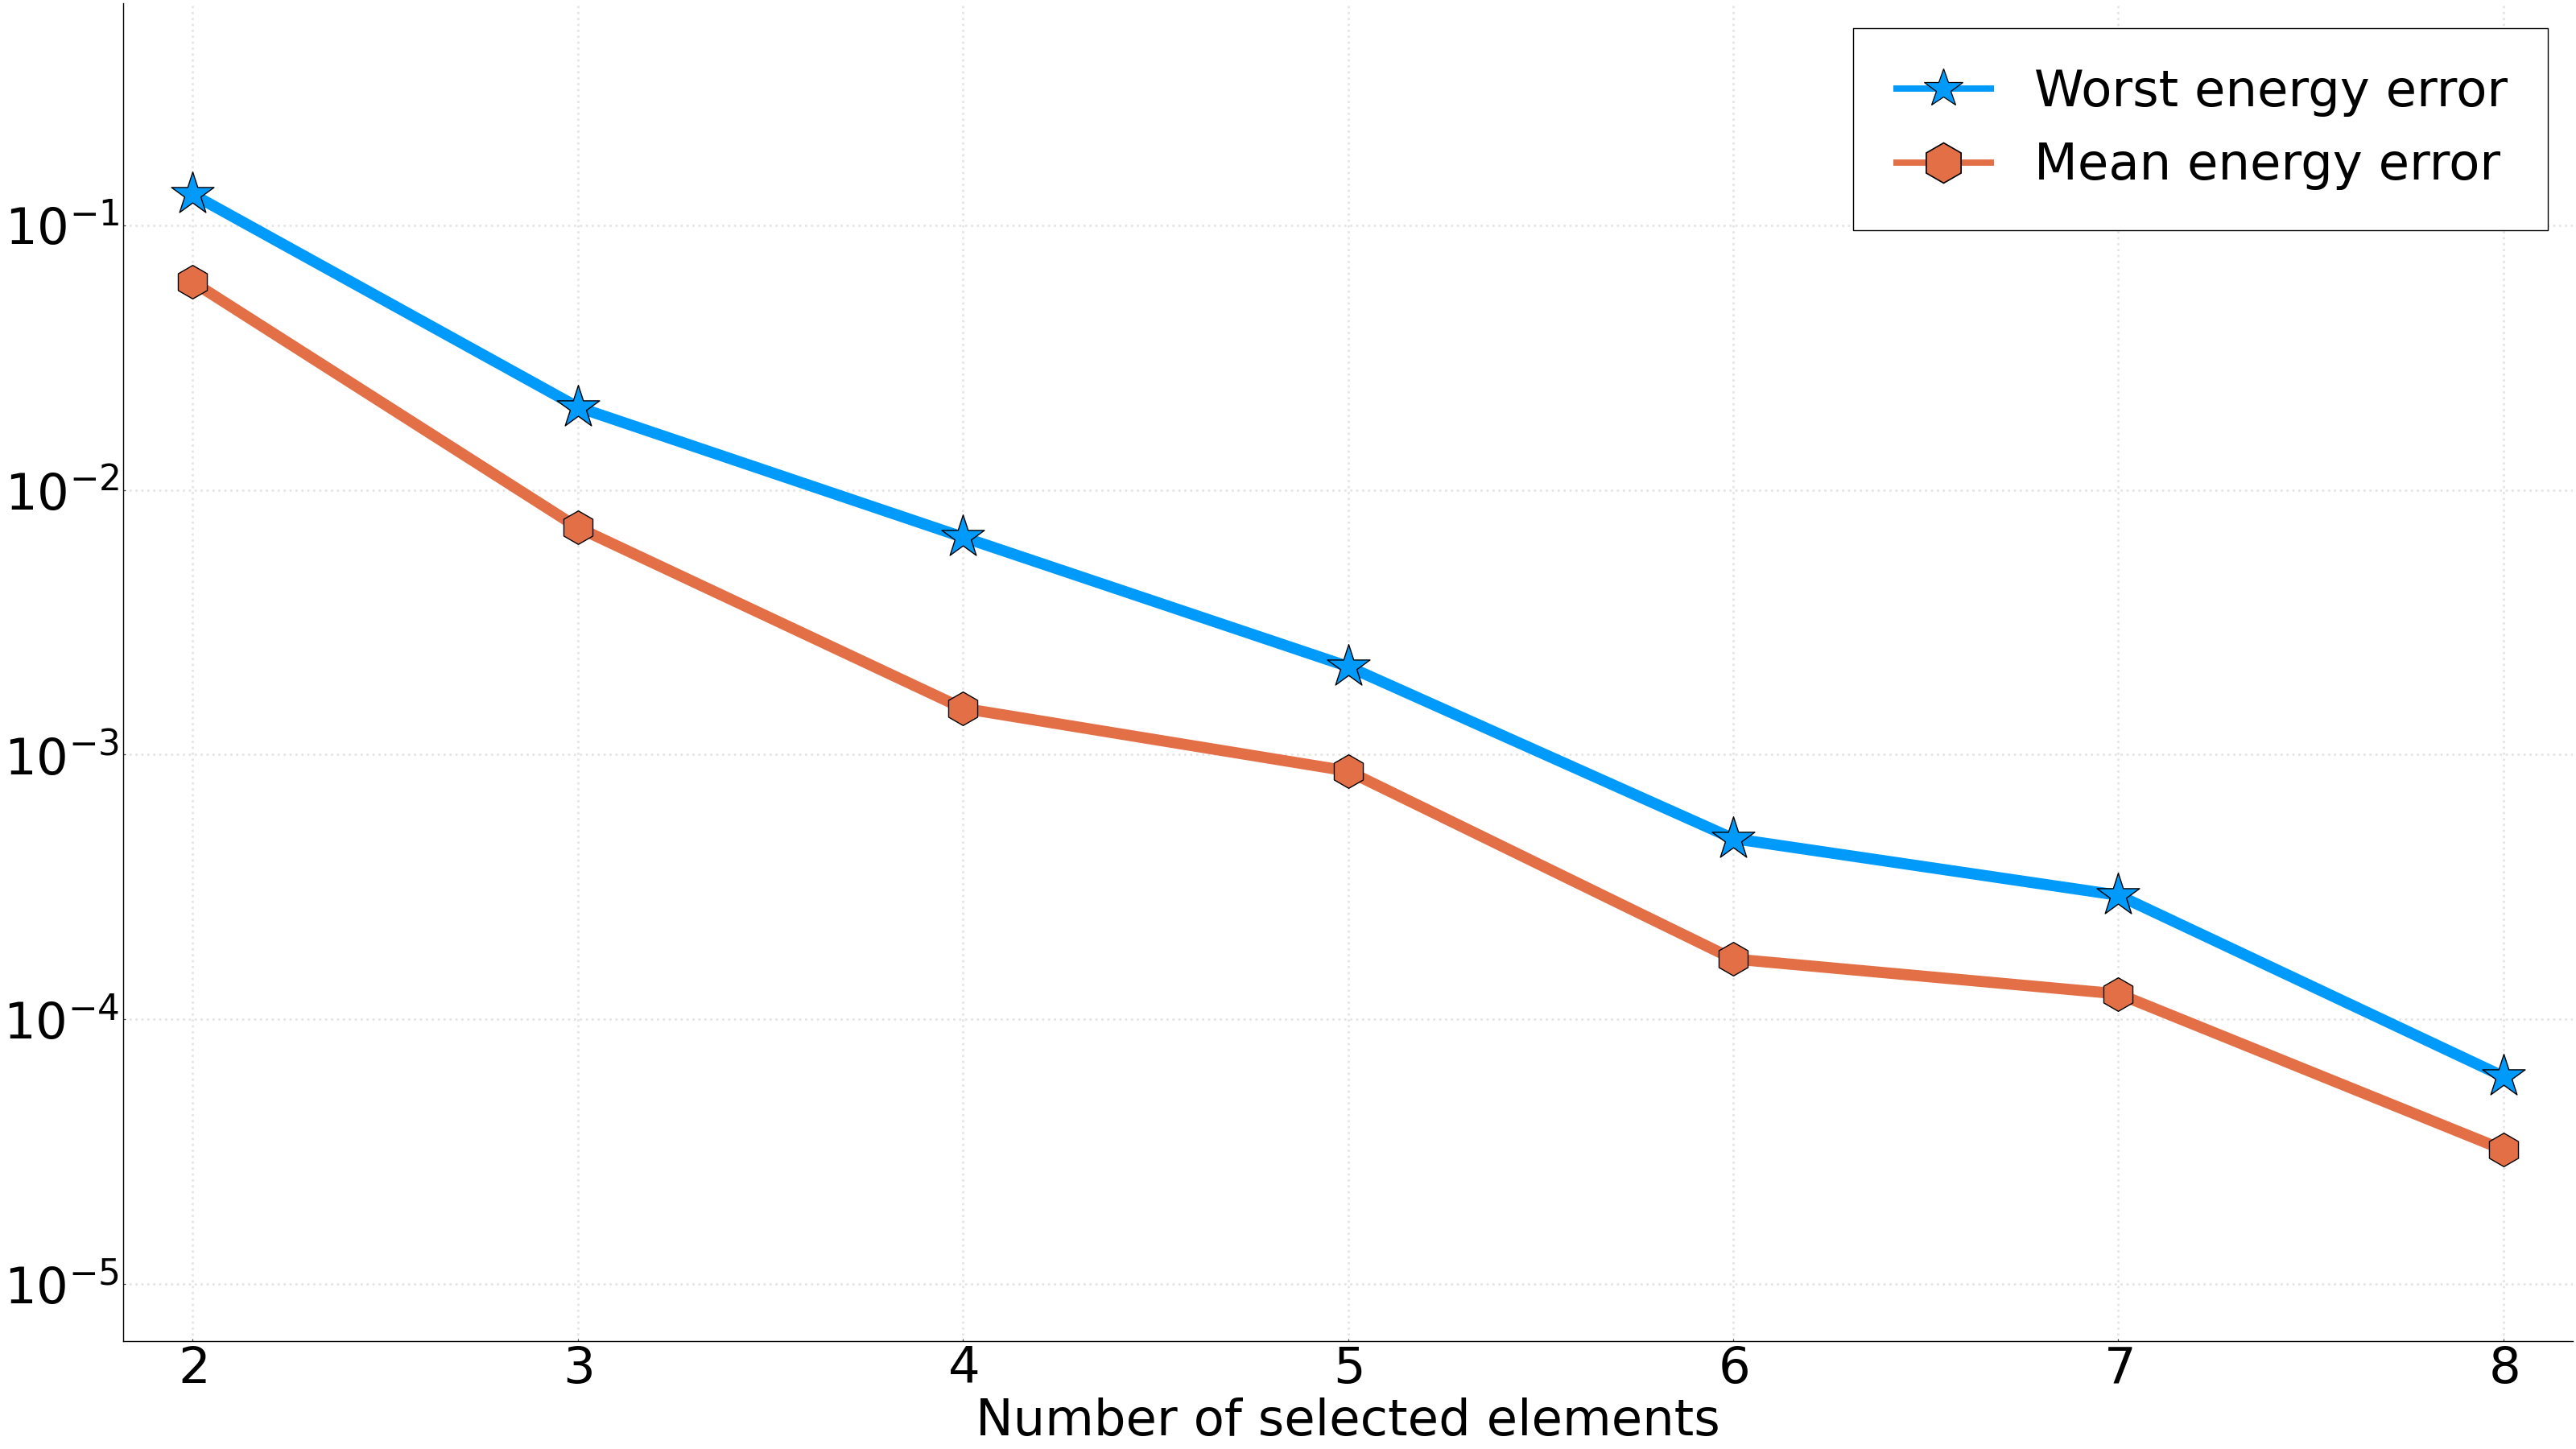 Worst energy error
Mean energy error
10⁻¹
10⁻²
10⁻³
10⁻⁴
10⁻⁵
2 3 4 5 6 7 8
Number of selected elements